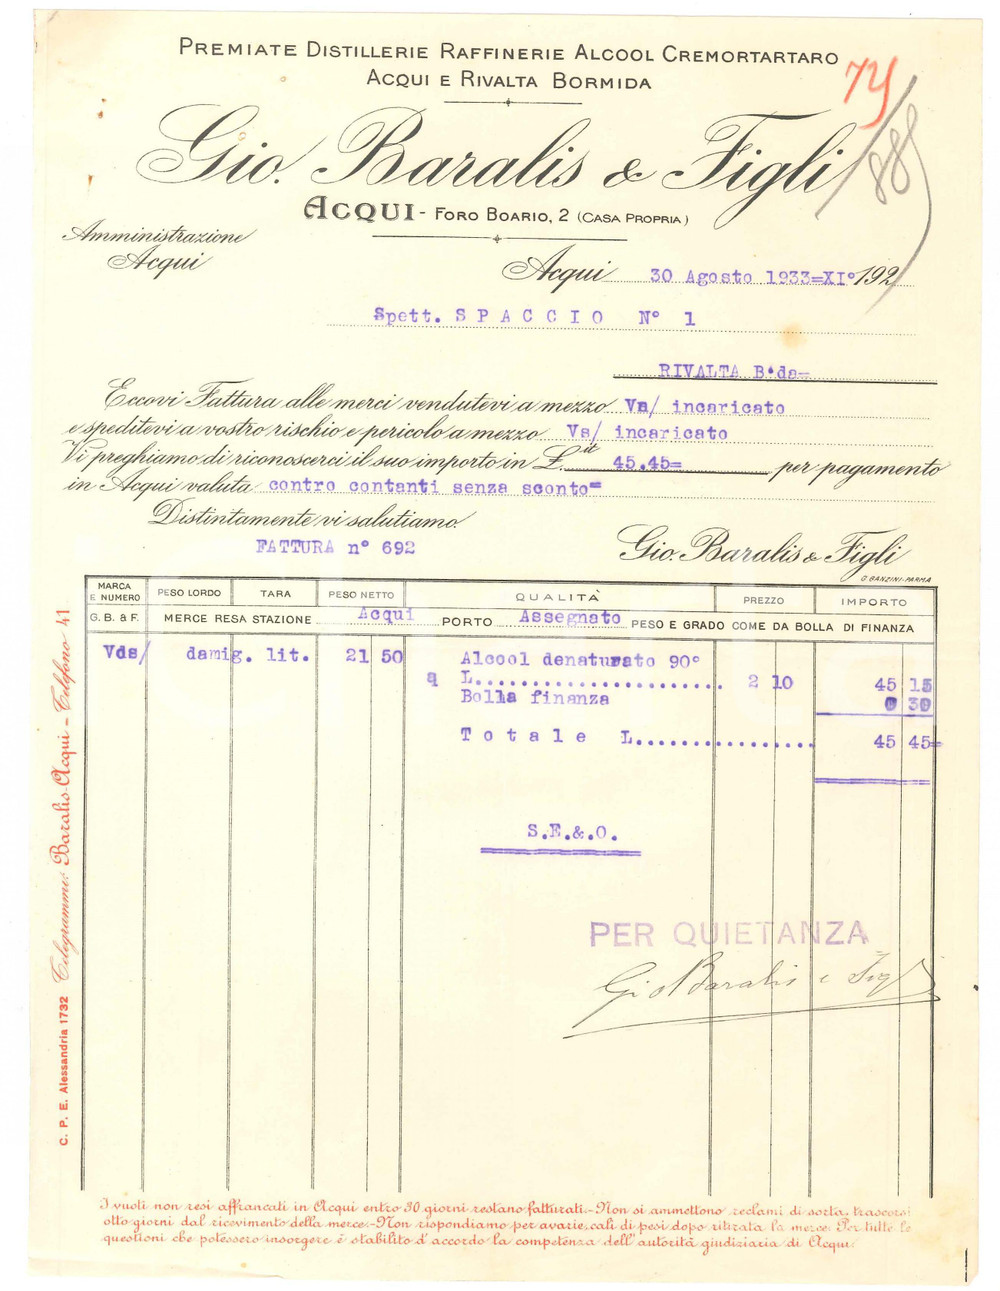 PREMIATE DISTILLERIE RAFFINERIE ALCOOL CREMORTARTARO
ACQUI E RIVALTA BORMIDA
74
885
Gio. Baralis & Figli
ACQUI - FORO BOARIO, 2 (CASA PROPRIA)
Amministrazione
Acqui
Acqui 30 Agosto 1933=XI° 192
Spett. SPACCIO N° 1
RIVALTA B.da=
Eccovi Fattura alle merci vendutevi a mezzo Vs/ incaricato
e speditevi a vostro rischio e pericolo a mezzo Vs/ incaricato
Vi preghiamo di riconoscerci il suo importo in £. it 45.45= per pagamento
in Acqui valuta contro contanti senza sconto=
Distintamente vi salutiamo.
FATTURA n° 692
Gio. Baralis & Figli
G. GANZINI-PARMA
MARCA E NUMERO PESO LORDO TARA PESO NETTO QUALITÀ PREZZO IMPORTO
G. B. & F. MERCE RESA STAZIONE Acqui PORTO Assegnato PESO E GRADO COME DA BOLLA DI FINANZA
Vds/ damig. lit. 21 50 Alcool denaturato 90°
a L....................... 2 10 45 15
Bolla finanza 0 30
Totale L................ 45 45=
S.E.&.O.
PER QUIETANZA
Gio Baralis e Figli
C. P. E. Alessandria 1732 Telegrammi: Baralis-Acqui - Telefono 41
I vuoti non resi affrancati in Acqui entro 30 giorni restano fatturati.-Non si ammettono reclami di sorta, trascorsi
otto giorni dal ricevimento della merce.-Non rispondiamo per avarie, cali di pesi dopo ritirata la merce. Per tutte le
questioni che potessero insorgere è stabilito d'accordo la competenza dell'autorità giudiziaria di Acqui.